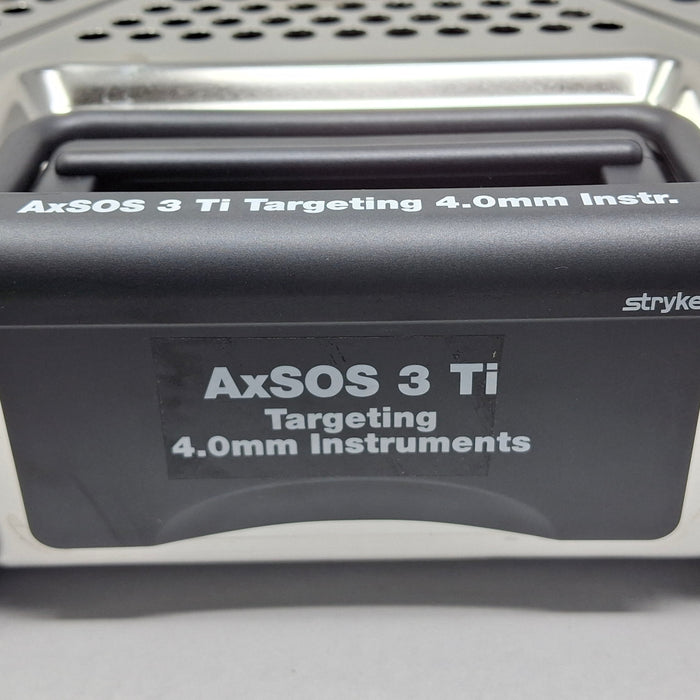 AxSOS 3 Ti Targeting 4.0mm Instr.
stryke
AxSOS 3 Ti
Targeting
4.0mm Instruments